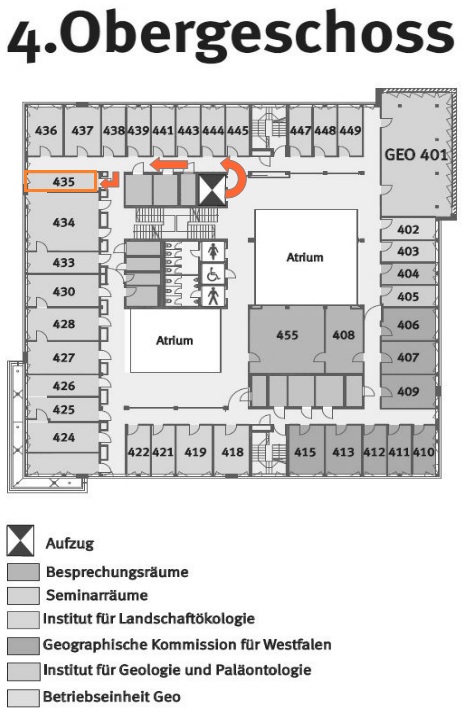 4.Obergeschoss
436 437 438 439 441 443 444 445 447 448 449
GEO 401
435
434
402
403
433
Atrium
404
430
405
428
455 408
406
Atrium
427
407
426
409
425
424
422 421 419 418 415 413 412 411 410
Aufzug
Besprechungsräume
Seminarräume
Institut für Landschaftökologie
Geographische Kommission für Westfalen
Institut für Geologie und Paläontologie
Betriebseinheit Geo